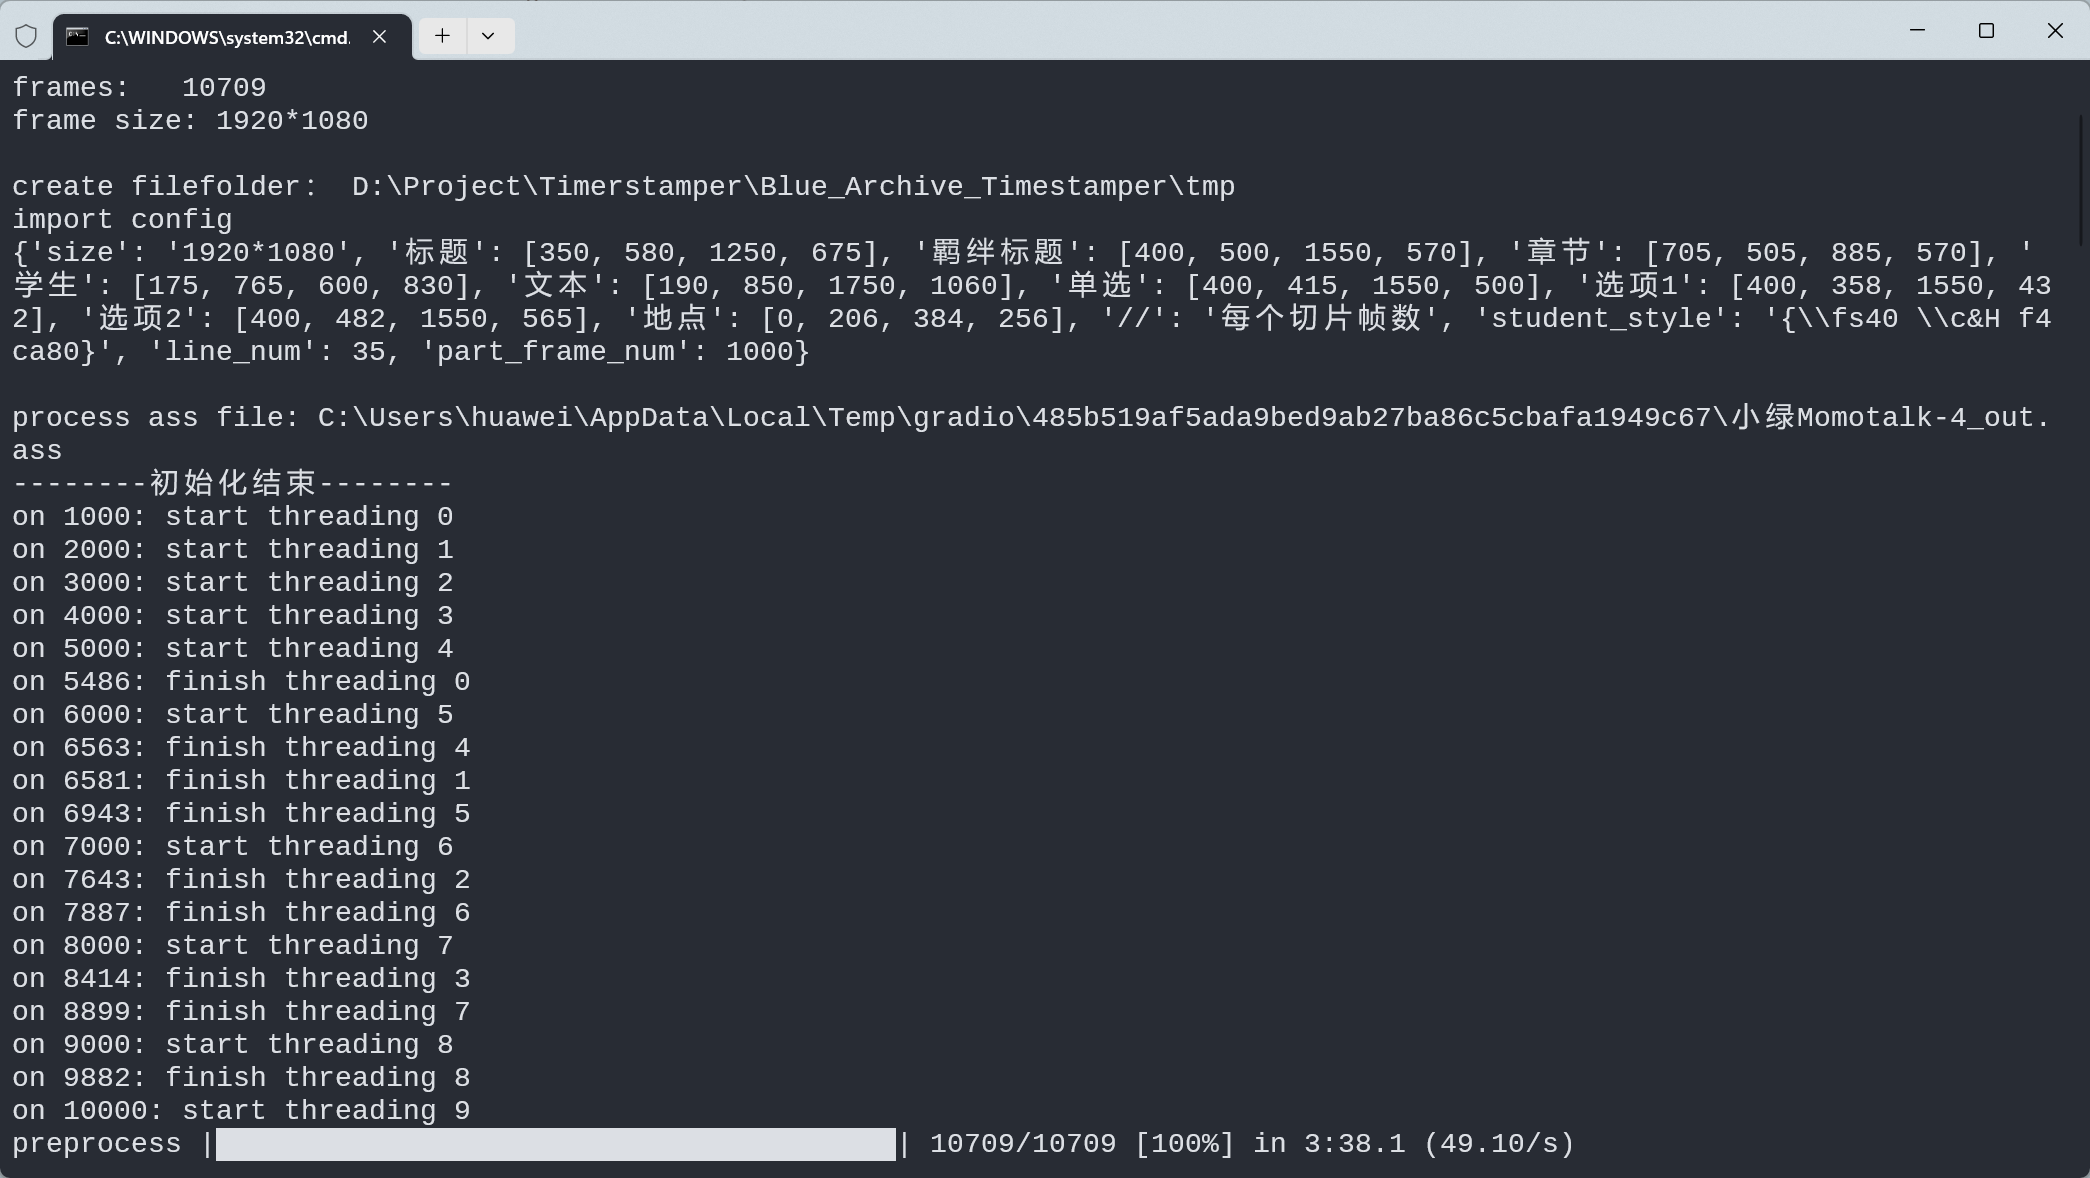 C:\WINDOWS\system32\cmd.
frames:   10709
frame size: 1920*1080
create filefolder:  D:\Project\Timerstamper\Blue_Archive_Timestamper\tmp
import config
{'size': '1920*1080', '标题': [350, 580, 1250, 675], '羁绊标题': [400, 500, 1550, 570], '章节': [705, 505, 885, 570], '
学生': [175, 765, 600, 830], '文本': [190, 850, 1750, 1060], '单选': [400, 415, 1550, 500], '选项1': [400, 358, 1550, 43
2], '选项2': [400, 482, 1550, 565], '地点': [0, 206, 384, 256], '//': '每个切片帧数', 'student_style': '{\\fs40 \\c&H f4
ca80}', 'line_num': 35, 'part_frame_num': 1000}
process ass file: C:\Users\huawei\AppData\Local\Temp\gradio\485b519af5ada9bed9ab27ba86c5cbafa1949c67\小绿Momotalk-4_out.
ass
--------初始化结束--------
on 1000: start threading 0
on 2000: start threading 1
on 3000: start threading 2
on 4000: start threading 3
on 5000: start threading 4
on 5486: finish threading 0
on 6000: start threading 5
on 6563: finish threading 4
on 6581: finish threading 1
on 6943: finish threading 5
on 7000: start threading 6
on 7643: finish threading 2
on 7887: finish threading 6
on 8000: start threading 7
on 8414: finish threading 3
on 8899: finish threading 7
on 9000: start threading 8
on 9882: finish threading 8
on 10000: start threading 9
preprocess || 10709/10709 [100%] in 3:38.1 (49.10/s)